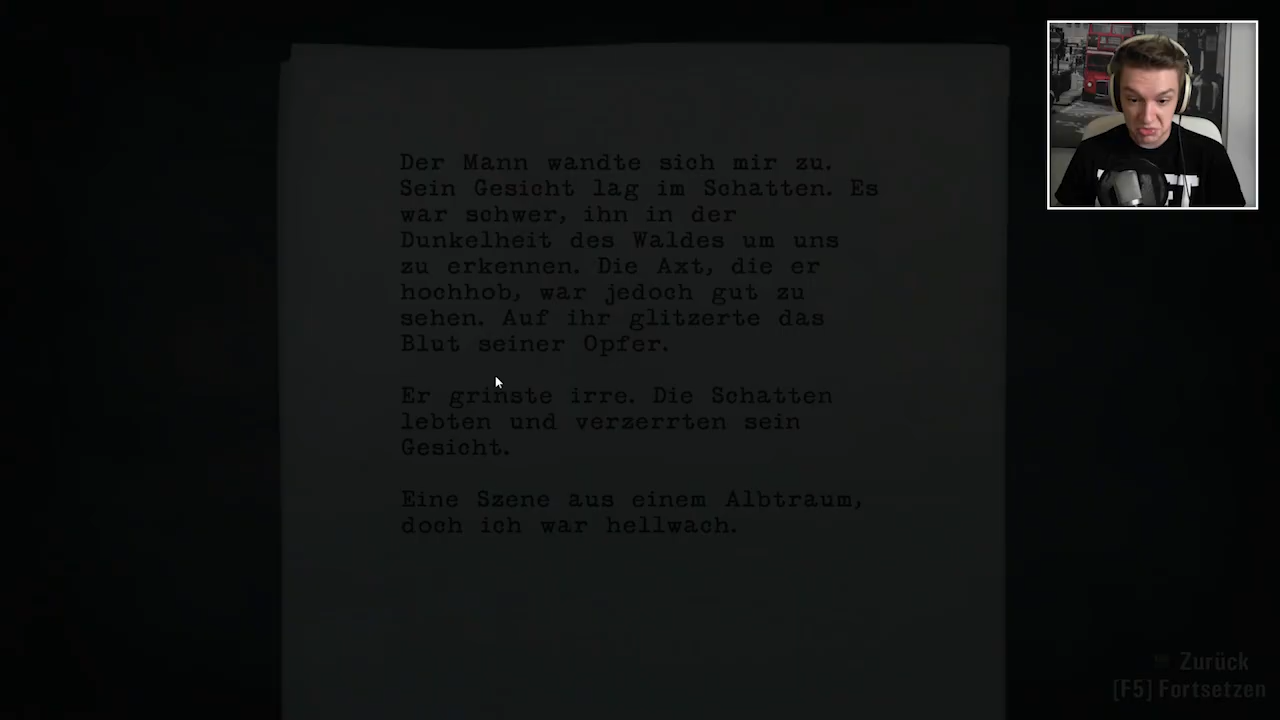 Der Mann wandte sich mir zu.
Sein Gesicht lag im Schatten. Es
war schwer, ihn in der
Dunkelheit des Waldes um uns
zu erkennen. Die Axt, die er
hochhob, war jedoch gut zu
sehen. Auf ihr glitzerte das
Blut seiner Opfer.
Er grinste irre. Die Schatten
lebten und verzerrten sein
Gesicht.
Eine Szene aus einem Albtraum,
doch ich war hellwach.
Zurück
[F5] Fortsetzen